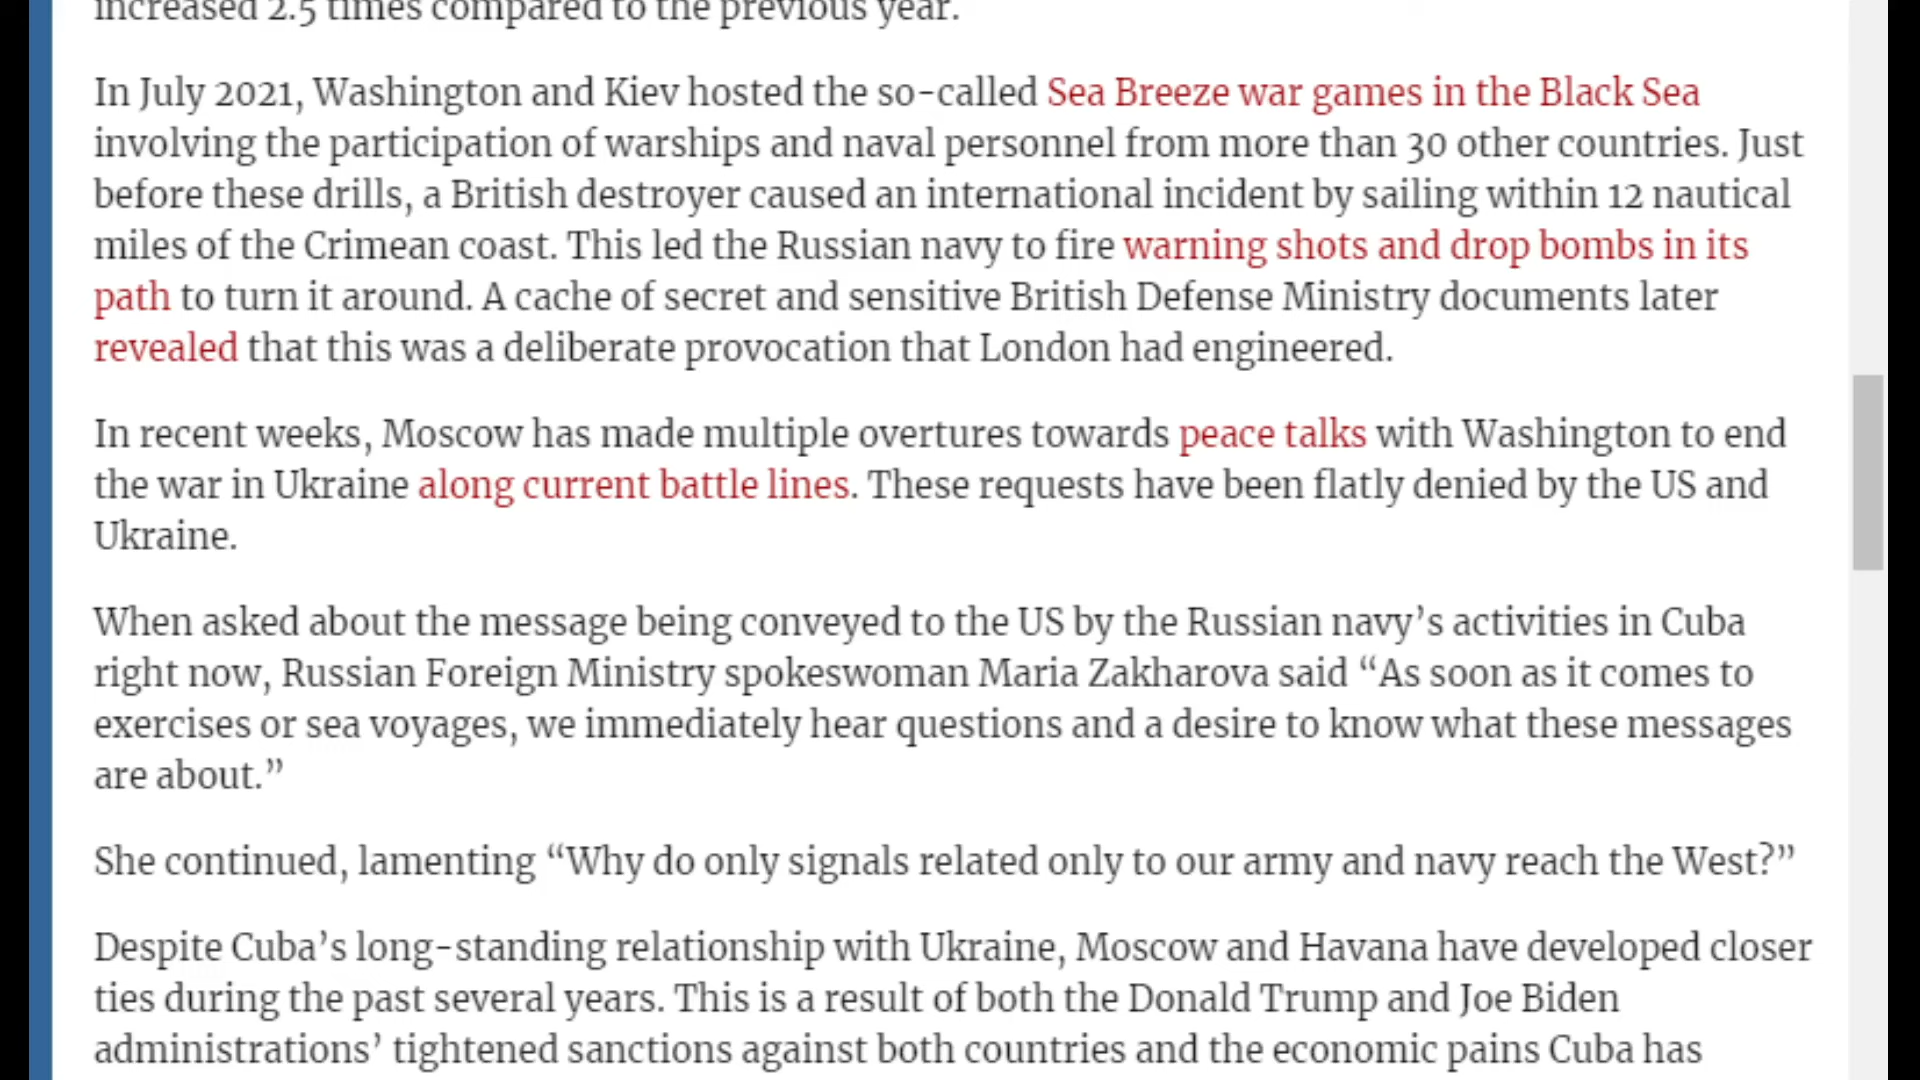 increased 2.5 times compared to the previous year.
In July 2021, Washington and Kiev hosted the so-called Sea Breeze war games in the Black Sea
involving the participation of warships and naval personnel from more than 30 other countries. Just
before these drills, a British destroyer caused an international incident by sailing within 12 nautical
miles of the Crimean coast. This led the Russian navy to fire warning shots and drop bombs in its
path to turn it around. A cache of secret and sensitive British Defense Ministry documents later
revealed that this was a deliberate provocation that London had engineered.
In recent weeks, Moscow has made multiple overtures towards peace talks with Washington to end
the war in Ukraine along current battle lines. These requests have been flatly denied by the US and
Ukraine.
When asked about the message being conveyed to the US by the Russian navy’s activities in Cuba
right now, Russian Foreign Ministry spokeswoman Maria Zakharova said “As soon as it comes to
exercises or sea voyages, we immediately hear questions and a desire to know what these messages
are about.”
She continued, lamenting “Why do only signals related only to our army and navy reach the West?”
Despite Cuba’s long-standing relationship with Ukraine, Moscow and Havana have developed closer
ties during the past several years. This is a result of both the Donald Trump and Joe Biden
administrations’ tightened sanctions against both countries and the economic pains Cuba has